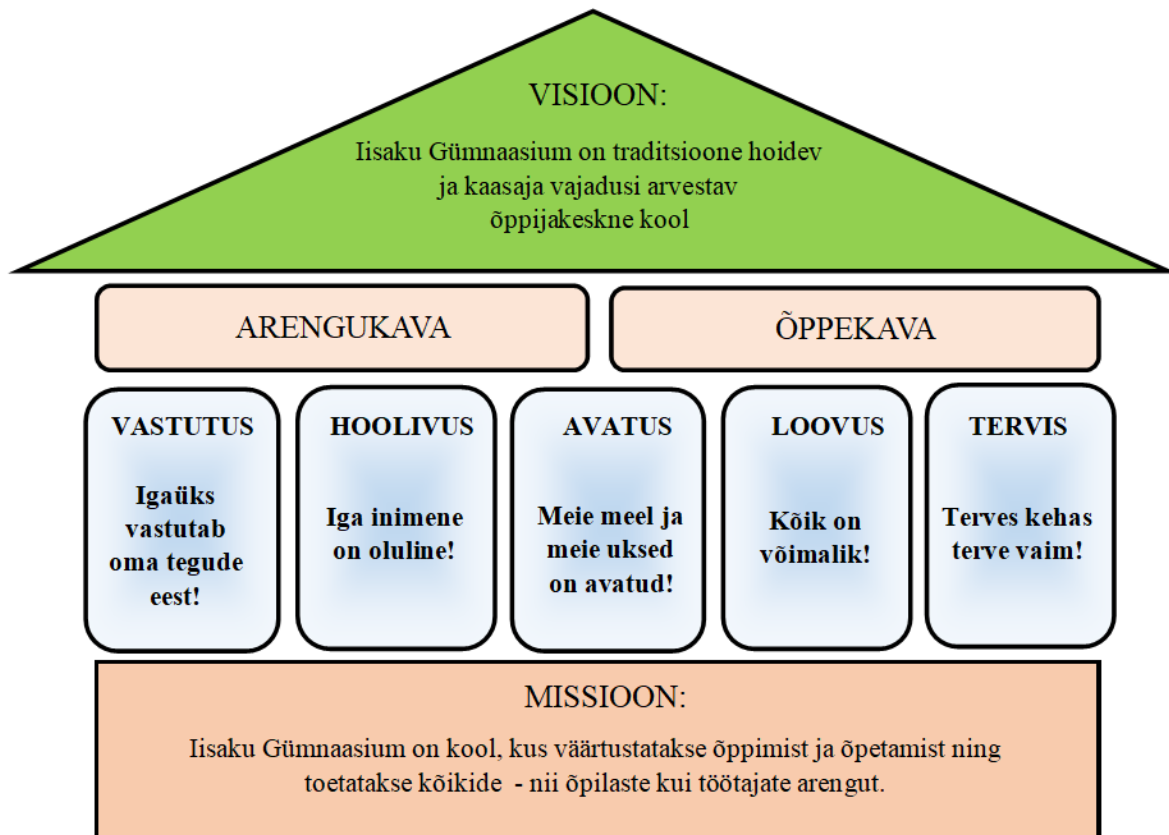 VISIOON:
Iisaku Gümnaasium on traditsioone hoidev
ja kaasaja vajadusi arvestav
õppijakeskne kool
ARENGUKAVA
ÕPPEKAVA
VASTUTUS
Igaüks
vastutab
oma tegude
eest!
HOOLIVUS
Iga inimene
on oluline!
AVATUS
Meie meel ja
meie uksed
on avatud!
LOOVUS
Kõik on
võimalik!
TERVIS
Terves kehas
terve vaim!
MISSIOON:
Iisaku Gümnaasium on kool, kus väärtustatakse õppimist ja õpetamist ning
toetatakse kõikide - nii õpilaste kui töötajate arengut.